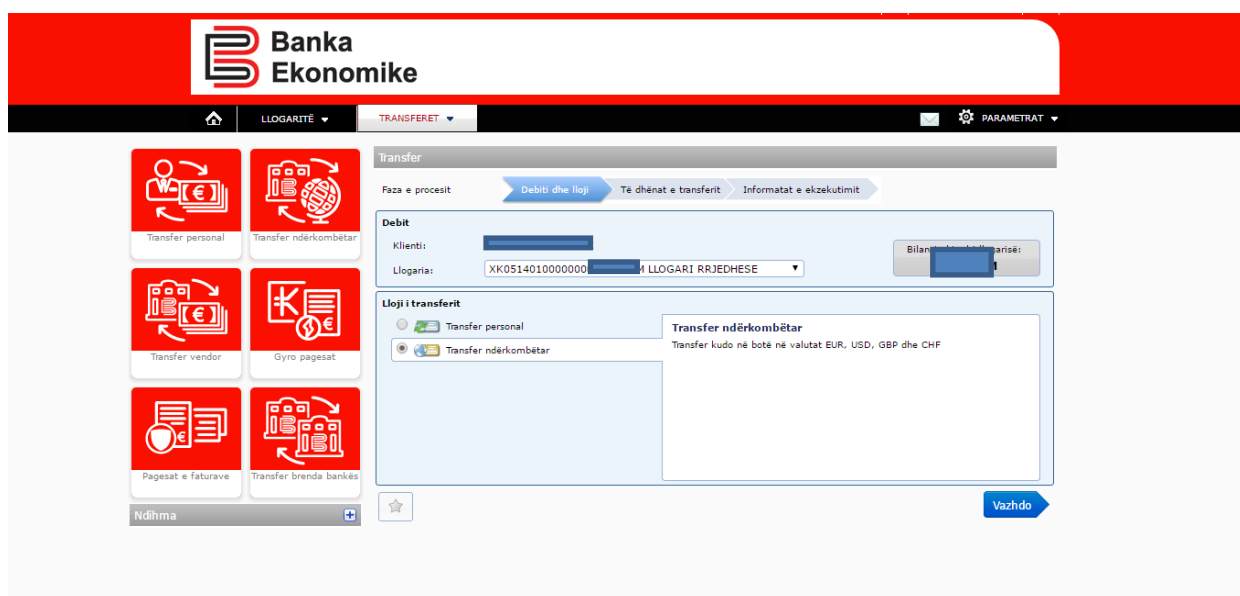 Banka
Ekonomike
LLOGARITË
TRANSFERET
PARAMETRAT
Transfer personal
Transfer ndërkombëtar
Transfer vendor
Gyro pagesat
Pagesat e faturave
Transfer brenda bankës
Ndihma
Transfer
Faza e procesit
Debiti dhe lloji
Të dhënat e transferit
Informatat e ekzekutimit
Debit
Klienti:
Llogaria:
XK0514010000000 M LLOGARI RRJEDHESE
Lloji i transferit
Transfer personal
Transfer ndërkombëtar
Transfer ndërkombëtar
Transfer kudo në botë në valutat EUR, USD, GBP dhe CHF
Vazhdo